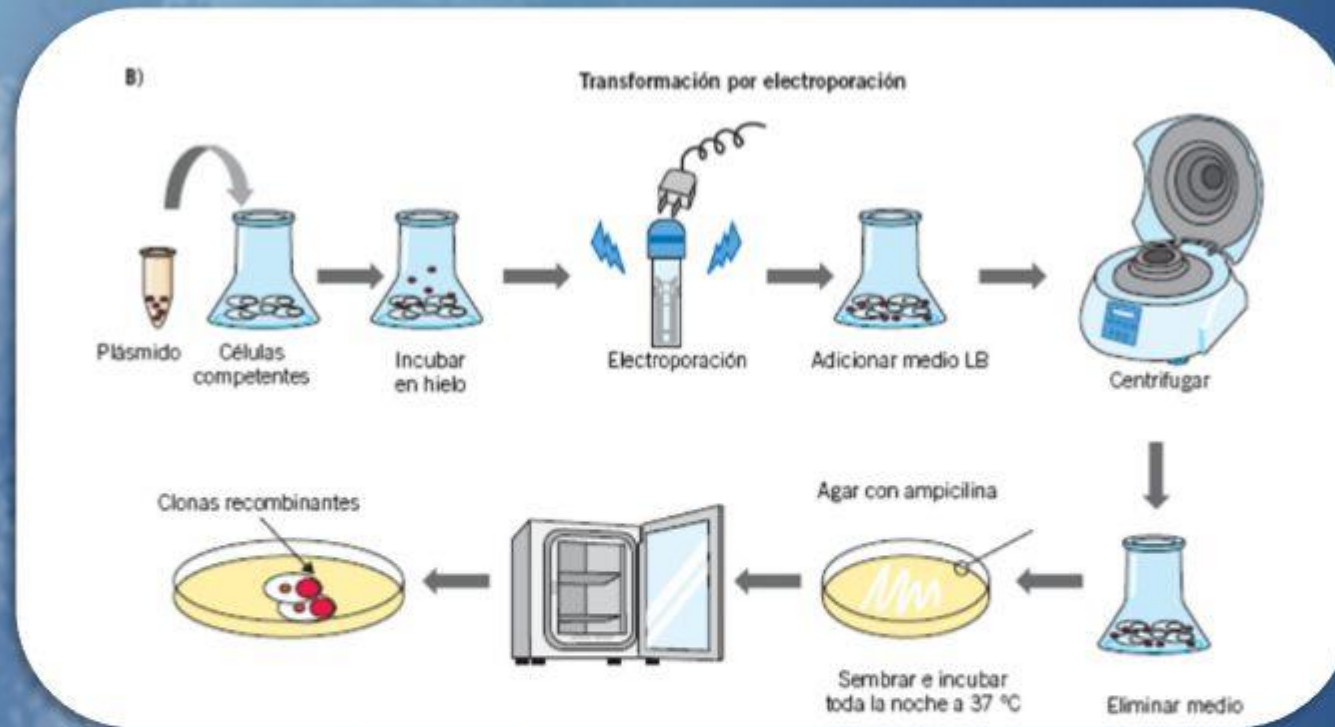 B)
Transformación por electroporación
Plásmido
Células
competentes
Incubar
en hielo
Electroporación
Adicionar medio LB
Centrifugar
Clonas recombinantes
Agar con ampicilina
Sembrar e incubar
toda la noche a 37 ºC
Eliminar medio